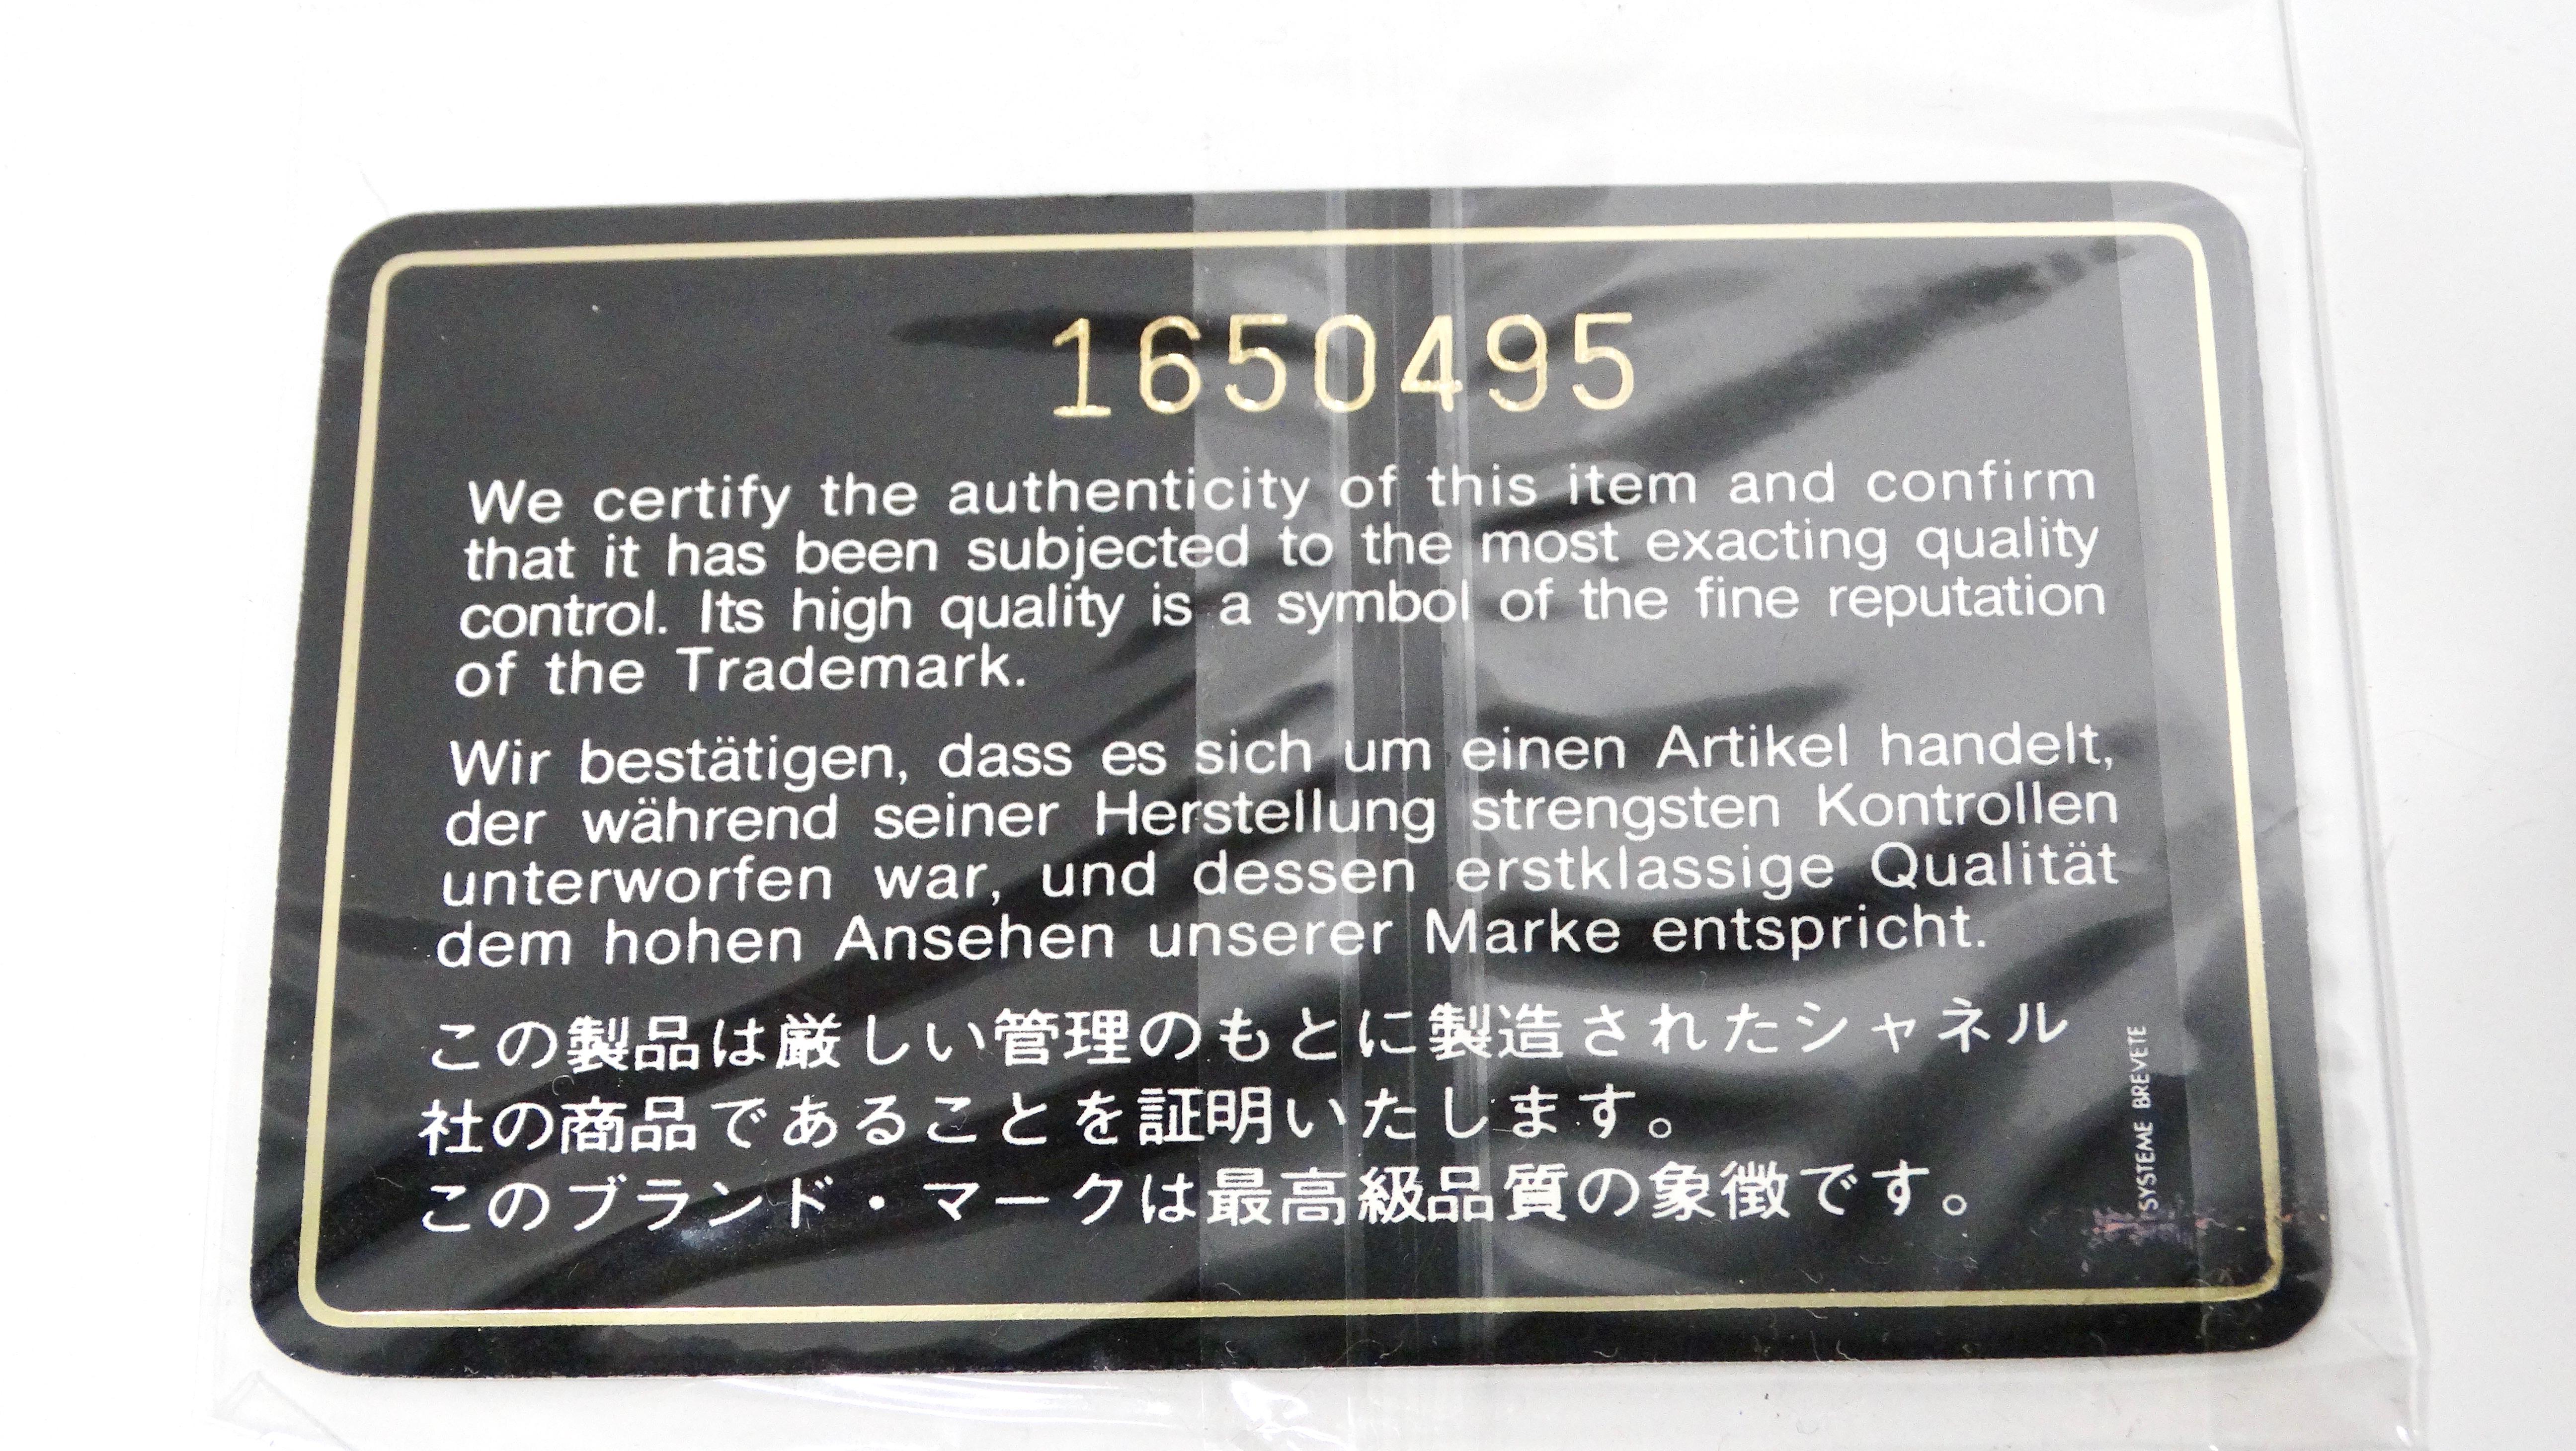 1650495
We certify the authenticity of this item and confirm
that it has been subjected to the most exacting quality
control. Its high quality is a symbol of the fine reputation
of the Trademark.
Wir bestätigen, dass es sich um einen Artikel handelt,
der während seiner Herstellung strengsten Kontrollen
unterworfen war, und dessen erstklassige Qualität
dem hohen Ansehen unserer Marke entspricht.
この製品は厳しい管理のもとに製造されたシャネル
社の商品であることを証明いたします。
このブランド・マークは最高級品質の象徴です。
SYSTEME BREVETE